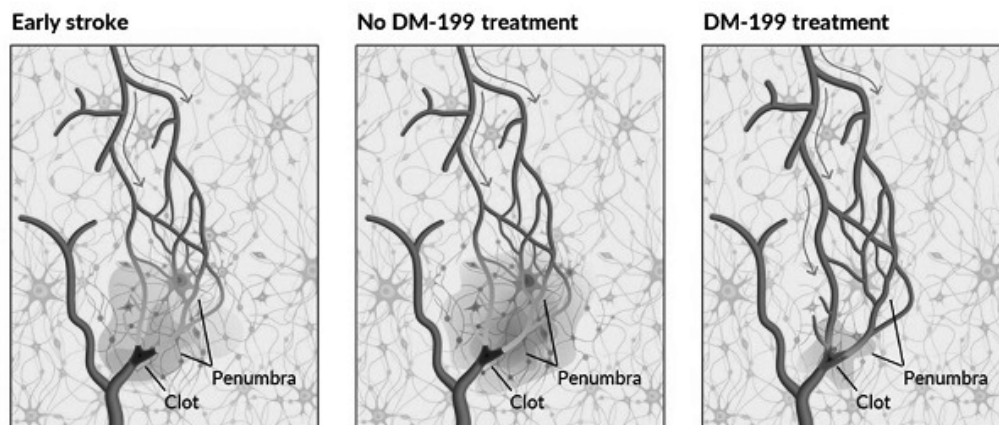 Early stroke
No DM-199 treatment
DM-199 treatment
Penumbra
Clot
Penumbra
Clot
Penumbra
Clot